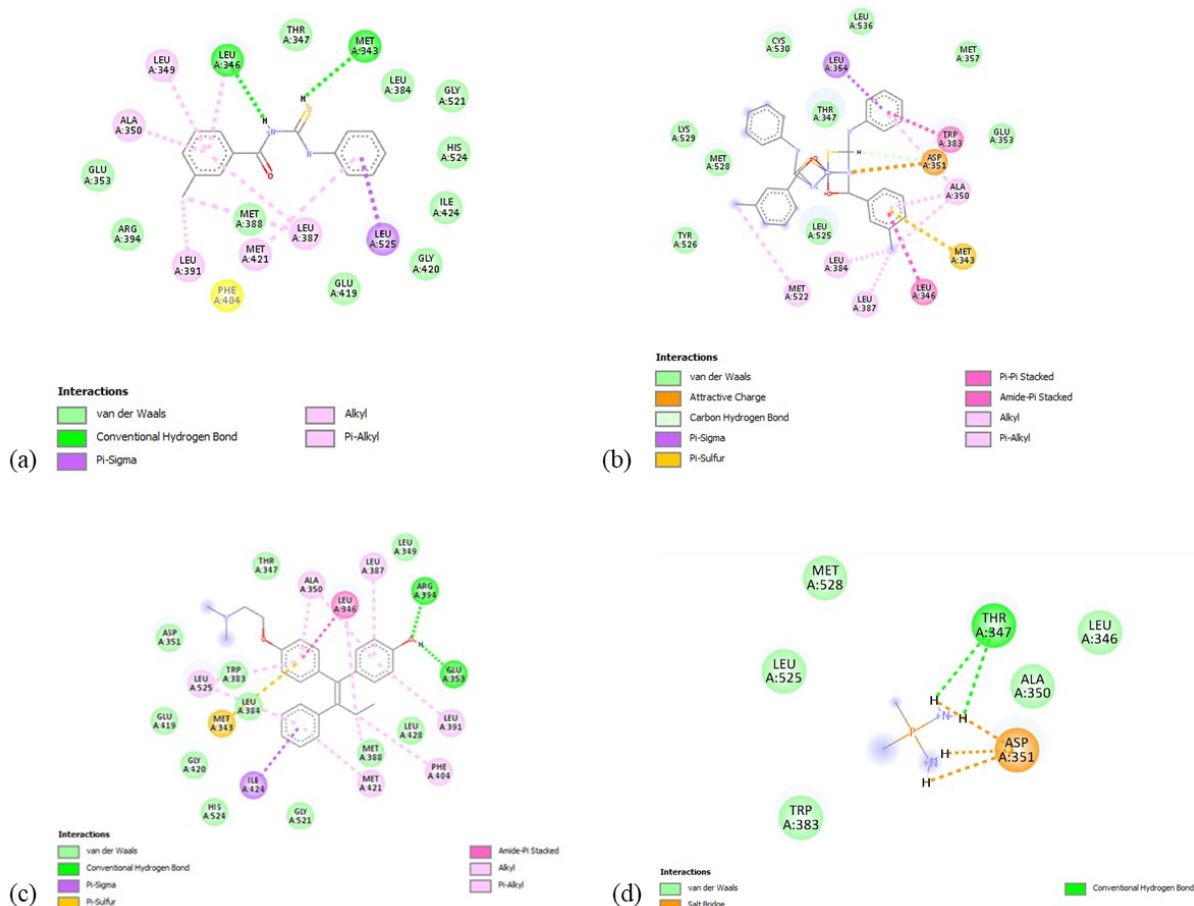 THR
A:347
MET
A:343
LEU
A:346
LEU
A:349
LEU
A:384
GLY
A:521
ALA
A:350
HIS
A:524
GLU
A:353
ILE
A:424
MET
A:388
ARG
A:394
LEU
A:387
MET
A:421
LEU
A:525
LEU
A:391
GLY
A:420
PHE
A:404
GLU
A:419
H
N
N
O
Interactions
van der Waals
Conventional Hydrogen Bond
Pi-Sigma
Alkyl
Pi-Alkyl
(a)
LEU
A:536
CYS
A:530
MET
A:357
LEU
A:354
THR
A:347
LYS
A:529
TRP
A:383
GLU
A:353
MET
A:528
ASP
A:351
ALA
A:350
TYR
A:526
LEU
A:525
LEU
A:384
MET
A:343
MET
A:522
LEU
A:387
LEU
A:346
H
Interactions
van der Waals
Attractive Charge
Carbon Hydrogen Bond
Pi-Sigma
Pi-Sulfur
Pi-Pi Stacked
Amide-Pi Stacked
Alkyl
Pi-Alkyl
(b)
LEU
A:349
THR
A:347
LEU
A:387
ALA
A:350
LEU
A:346
ARG
A:394
ASP
A:351
TRP
A:383
GLU
A:353
LEU
A:525
LEU
A:384
GLU
A:419
MET
A:343
LEU
A:428
LEU
A:391
GLY
A:420
MET
A:388
PHE
A:404
ILE
A:424
MET
A:421
HIS
A:524
GLY
A:521
N
O
O
H
Interactions
van der Waals
Conventional Hydrogen Bond
Pi-Sigma
Pi-Sulfur
Amide-Pi Stacked
Alkyl
Pi-Alkyl
(c)
MET
A:528
THR
A:347
LEU
A:346
LEU
A:525
ALA
A:350
ASP
A:351
TRP
A:383
H
N
H
P
H
H
Interactions
van der Waals
Salt Bridge
Conventional Hydrogen Bond
(d)